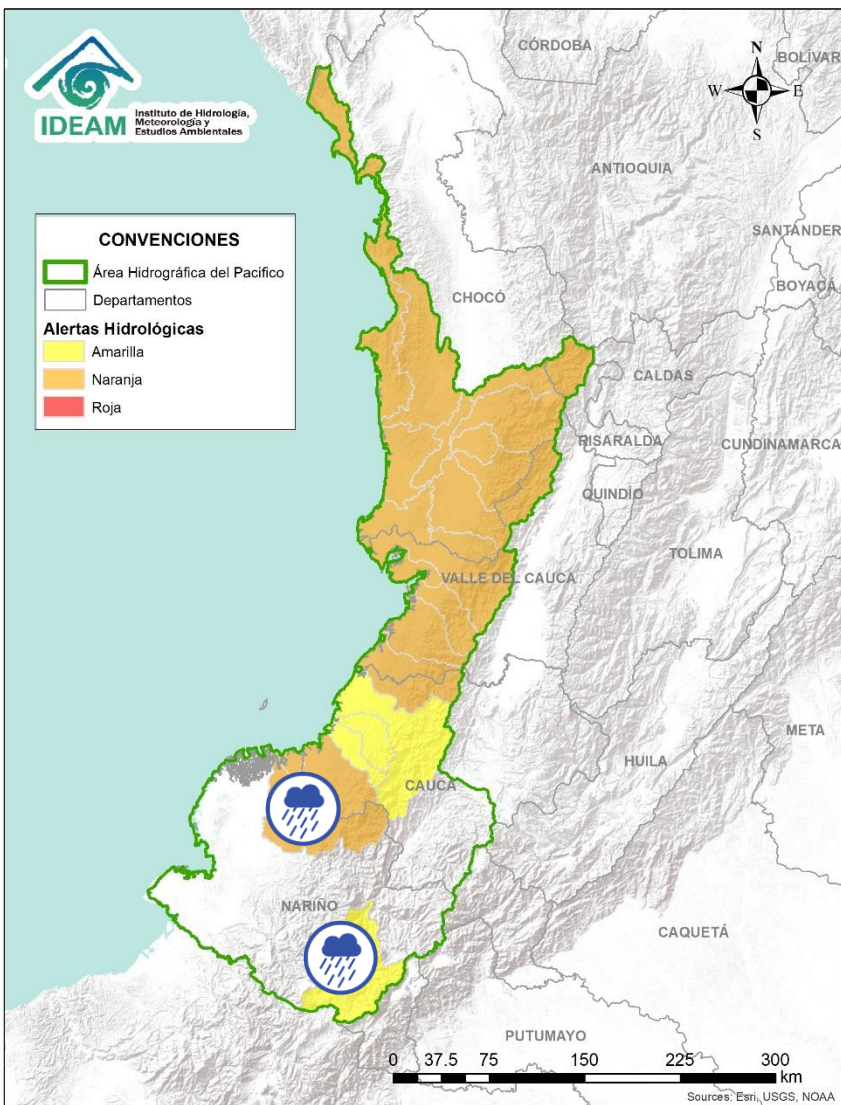 IDEAM
Instituto de Hidrología,
Meteorología y
Estudios Ambientales
N
W
E
S
CONVENCIONES
Área Hidrográfica del Pacifico
Departamentos
Alertas Hidrológicas
Amarilla
Naranja
Roja
CÓRDOBA
BOLÍVAR
ANTIOQUIA
SANTANDER
BOYACÁ
CHOCÓ
CALDAS
RISARALDA
CUNDINAMARCA
QUINDÍO
TOLIMA
VALLE DEL CAUCA
META
HUILA
CAUCA
NARIÑO
CAQUETÁ
PUTUMAYO
0 37.5 75 150 225 300
km
Sources: Esri, USGS, NOAA